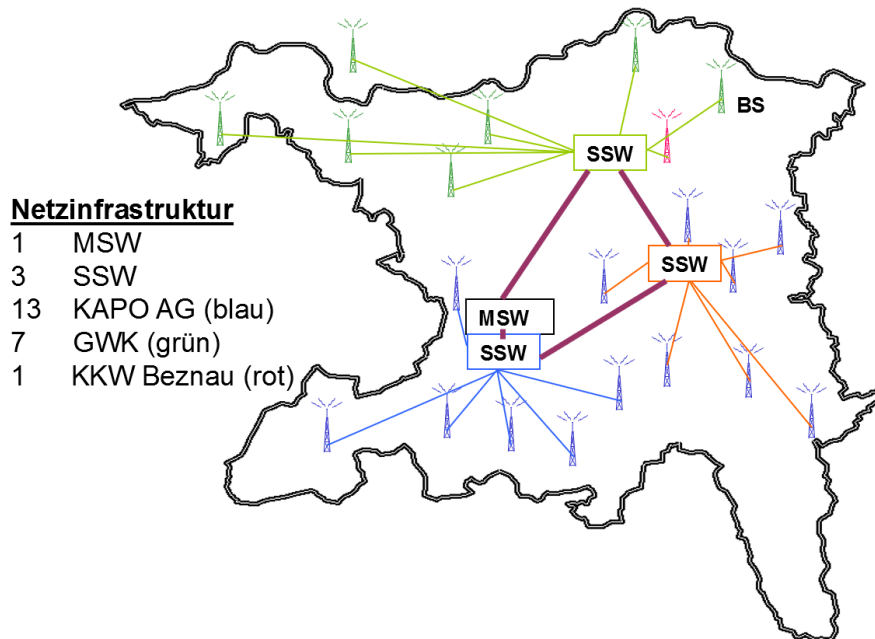 BS
SSW
Netzinfrastruktur
1 MSW
3 SSW
13 KAPO AG (blau)
7 GWK (grün)
1 KKW Beznau (rot)
SSW
MSW
SSW